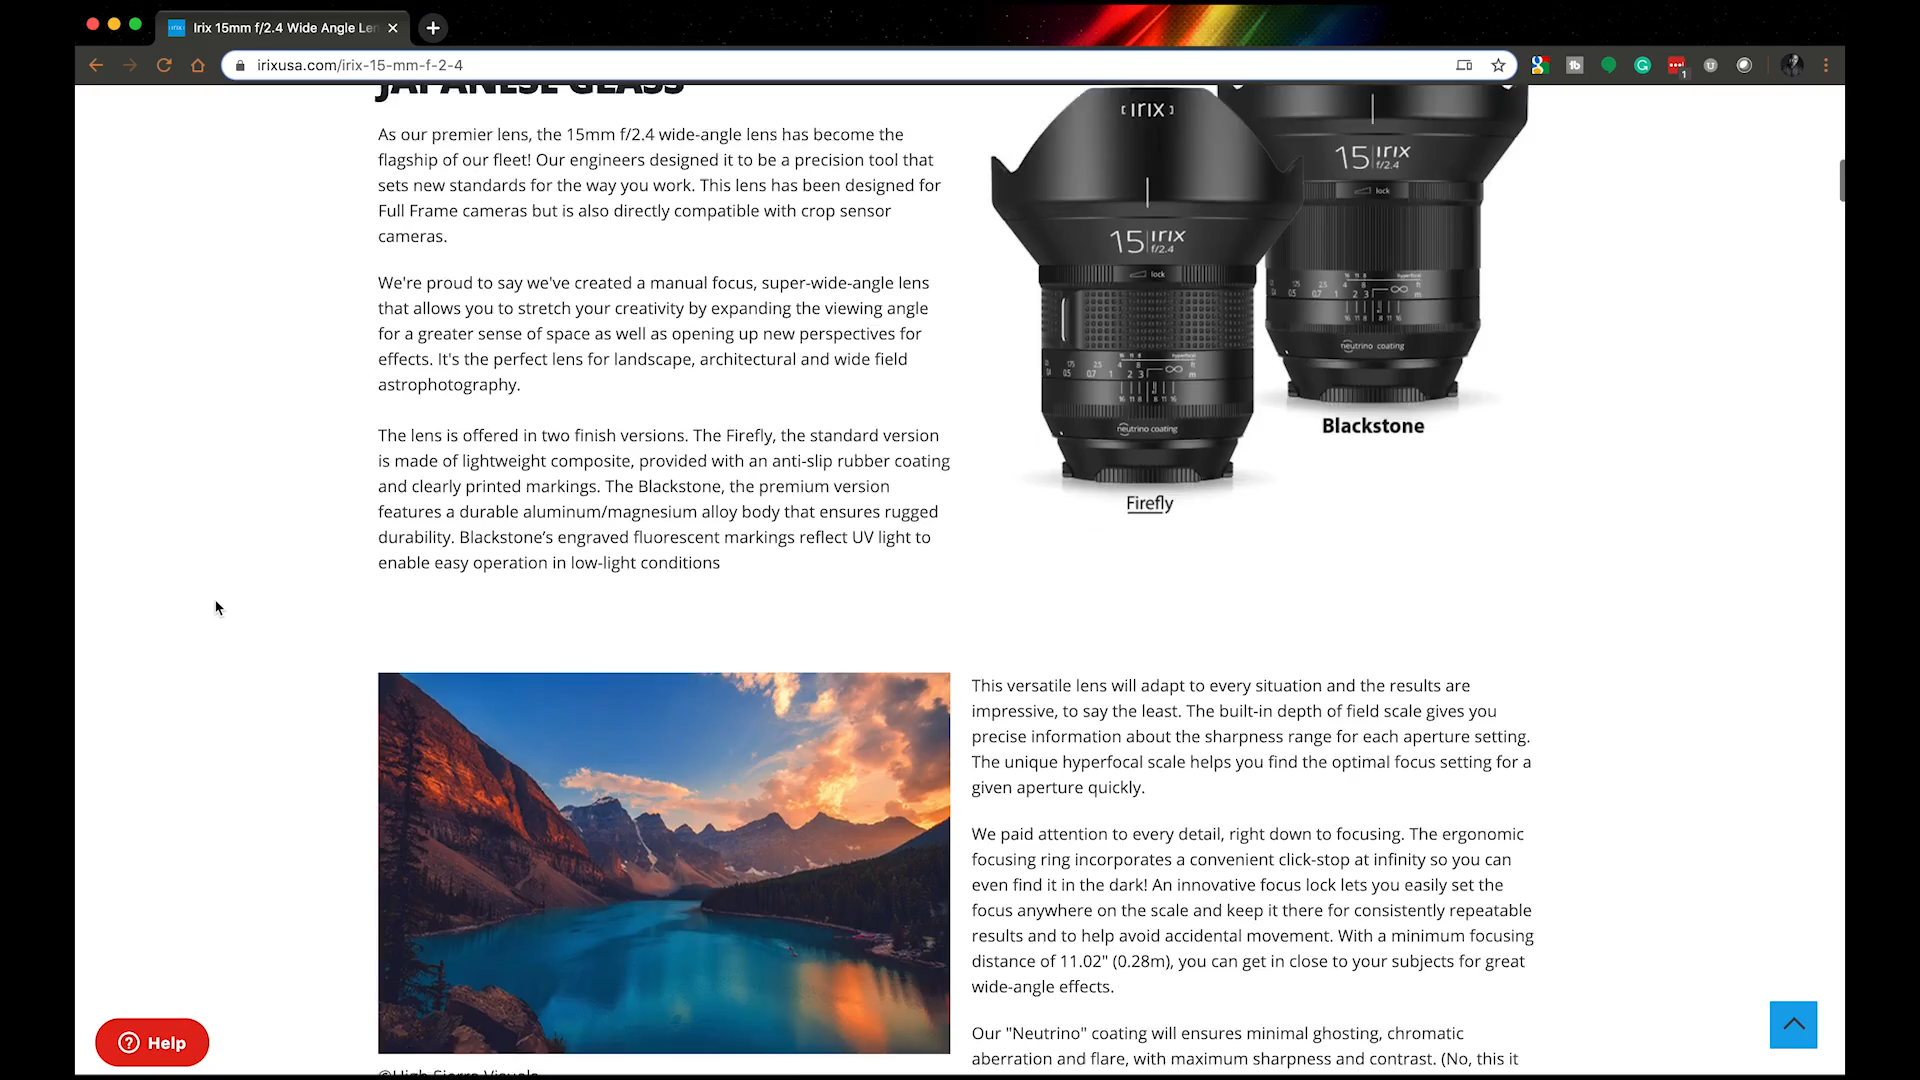 Irix 15mm f/2.4 Wide Angle Len
irixusa.com/irix-15-mm-f-2-4
JAPANESE GLASS
As our premier lens, the 15mm f/2.4 wide-angle lens has become the
flagship of our fleet! Our engineers designed it to be a precision tool that
sets new standards for the way you work. This lens has been designed for
Full Frame cameras but is also directly compatible with crop sensor
cameras.
We're proud to say we've created a manual focus, super-wide-angle lens
that allows you to stretch your creativity by expanding the viewing angle
for a greater sense of space as well as opening up new perspectives for
effects. It's the perfect lens for landscape, architectural and wide field
astrophotography.
The lens is offered in two finish versions. The Firefly, the standard version
is made of lightweight composite, provided with an anti-slip rubber coating
and clearly printed markings. The Blackstone, the premium version
features a durable aluminum/magnesium alloy body that ensures rugged
durability. Blackstone’s engraved fluorescent markings reflect UV light to
enable easy operation in low-light conditions
[ irix ]
15 irix
f/2.4
lock
neutrino coating
Firefly
15 irix
f/2.4
lock
neutrino coating
Blackstone
This versatile lens will adapt to every situation and the results are
impressive, to say the least. The built-in depth of field scale gives you
precise information about the sharpness range for each aperture setting.
The unique hyperfocal scale helps you find the optimal focus setting for a
given aperture quickly.
We paid attention to every detail, right down to focusing. The ergonomic
focusing ring incorporates a convenient click-stop at infinity so you can
even find it in the dark! An innovative focus lock lets you easily set the
focus anywhere on the scale and keep it there for consistently repeatable
results and to help avoid accidental movement. With a minimum focusing
distance of 11.02" (0.28m), you can get in close to your subjects for great
wide-angle effects.
Our "Neutrino" coating will ensures minimal ghosting, chromatic
aberration and flare, with maximum sharpness and contrast. (No, this it
©High Sierra Visuals
Help